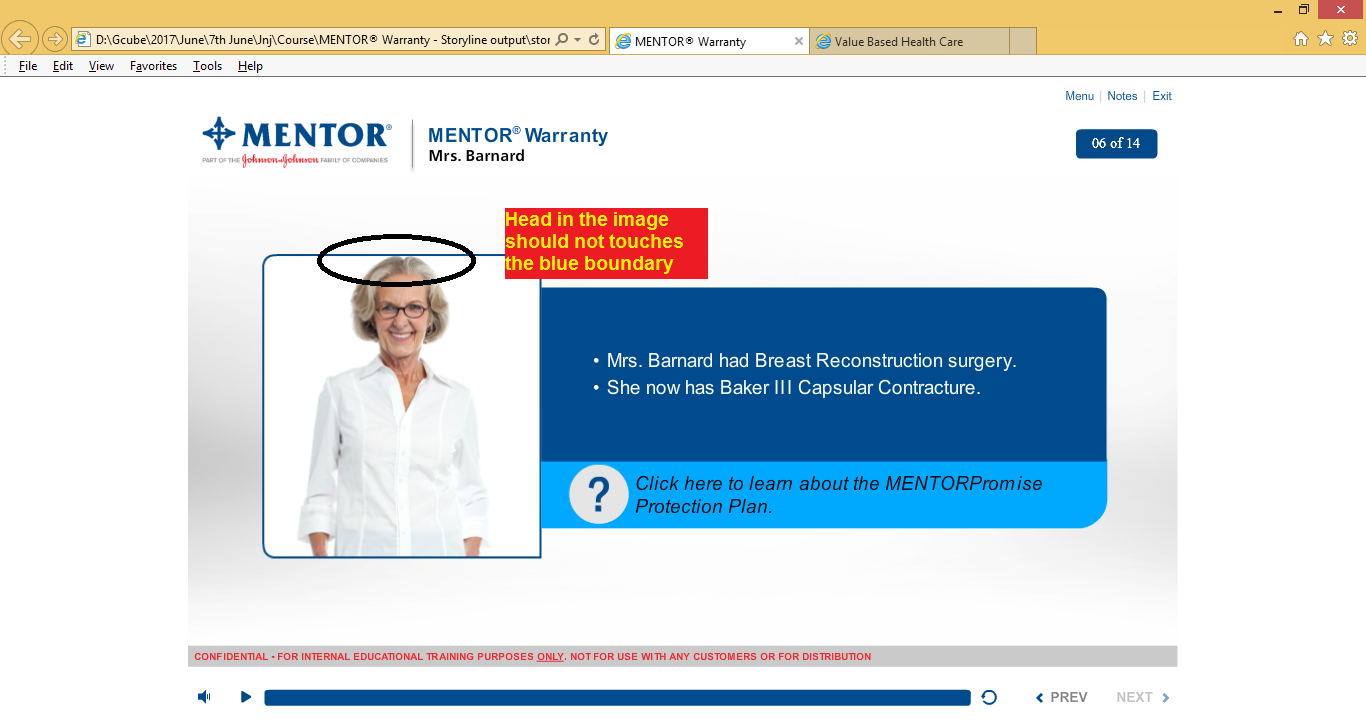 D:\Gcube\2017\June\7th June\Jnj\Course\MENTOR® Warranty - Storyline output\stor
MENTOR® Warranty
Value Based Health Care
File Edit View Favorites Tools Help
Menu | Notes | Exit
MENTOR®
PART OF THE Johnson & Johnson FAMILY OF COMPANIES
MENTOR® Warranty
Mrs. Barnard
06 of 14
Head in the image
should not touches
the blue boundary
• Mrs. Barnard had Breast Reconstruction surgery.
• She now has Baker III Capsular Contracture.
?
Click here to learn about the MENTORPromise
Protection Plan.
CONFIDENTIAL - FOR INTERNAL EDUCATIONAL TRAINING PURPOSES ONLY. NOT FOR USE WITH ANY CUSTOMERS OR FOR DISTRIBUTION
PREV NEXT